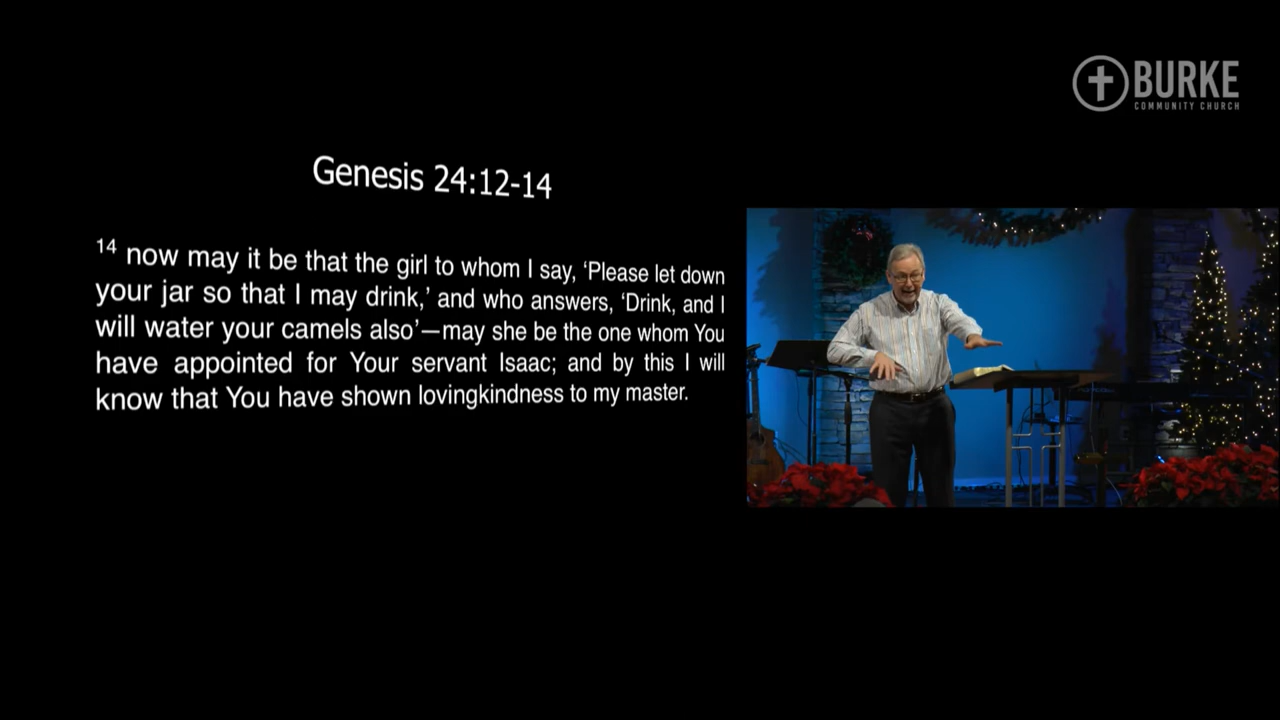 BURKE
COMMUNITY CHURCH
Genesis 24:12-14
14 now may it be that the girl to whom I say, ‘Please let down
your jar so that I may drink,’ and who answers, ‘Drink, and I
will water your camels also’—may she be the one whom You
have appointed for Your servant Isaac; and by this I will
know that You have shown lovingkindness to my master.